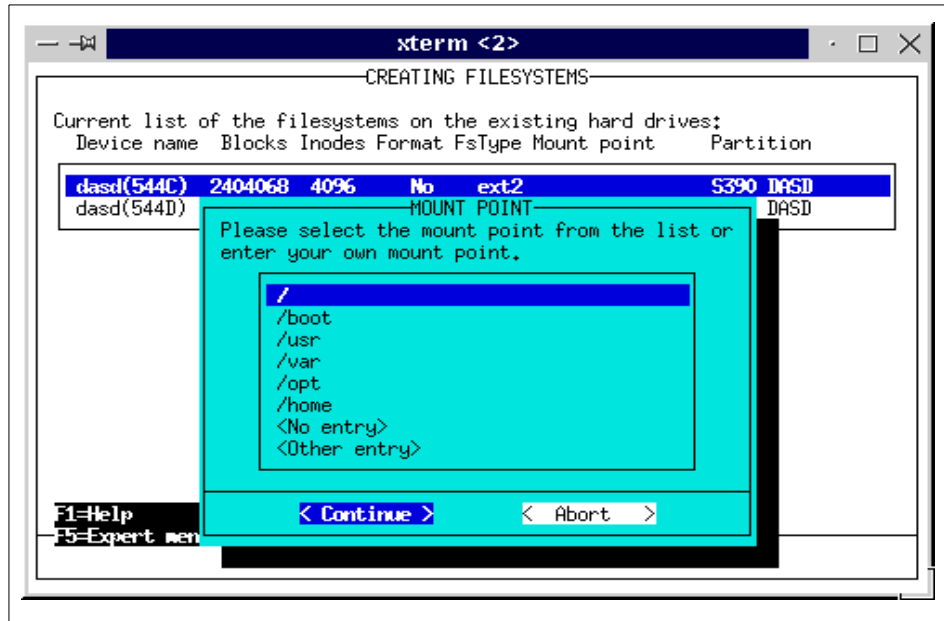 xterm <2>
CREATING FILESYSTEMS
Current list of the filesystems on the existing hard drives:
Device name Blocks Inodes Format FsType Mount point Partition
dasd(544C) 2404068 4096 No ext2 S390 DASD
dasd(544D) DASD
MOUNT POINT
Please select the mount point from the list or
enter your own mount point.
/
/boot
/usr
/var
/opt
/home
<No entry>
<Other entry>
F1=Help < Continue > < Abort >
F5=Expert men